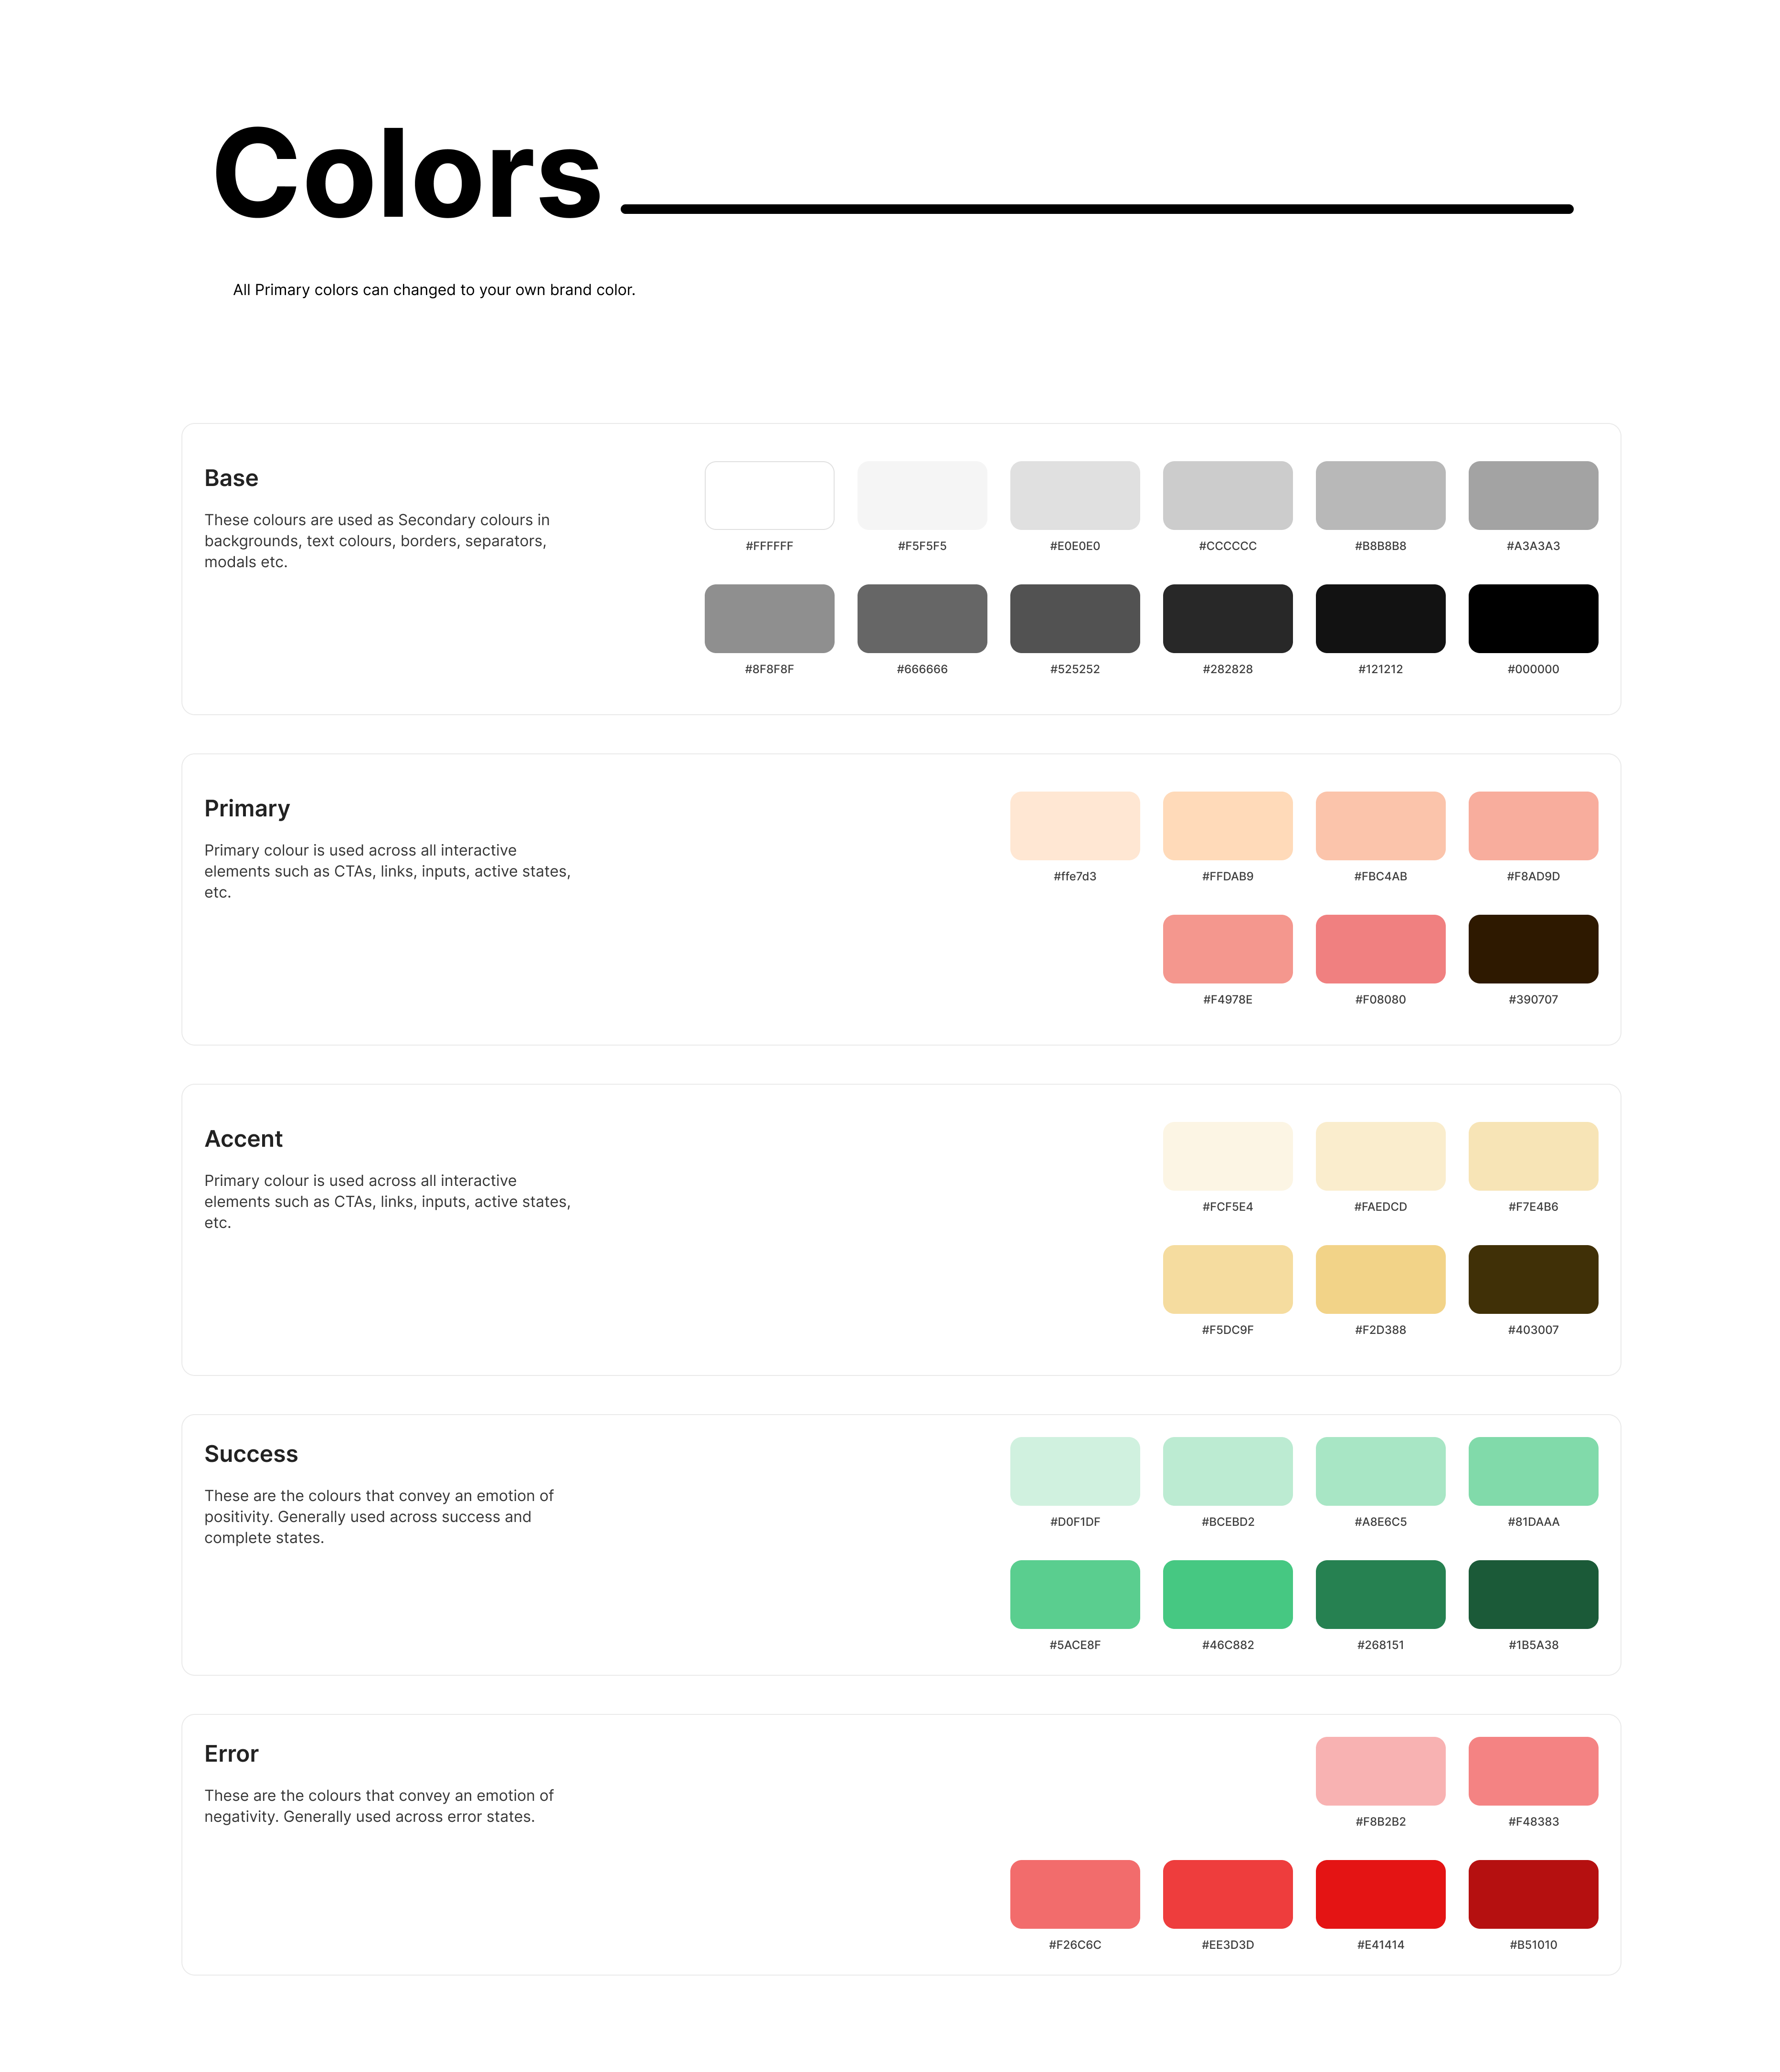 Colors
All Primary colors can changed to your own brand color.
Base
These colours are used as Secondary colours in
backgrounds, text colours, borders, separators,
modals etc.
#FFFFFF #F5F5F5 #E0E0E0 #CCCCCC #B8B8B8 #A3A3A3
#8F8F8F #666666 #525252 #282828 #121212 #000000
Primary
Primary colour is used across all interactive
elements such as CTAs, links, inputs, active states,
etc.
#ffe7d3 #FFDAB9 #FBC4AB #F8AD9D
#F4978E #F08080 #390707
Accent
Primary colour is used across all interactive
elements such as CTAs, links, inputs, active states,
etc.
#FCF5E4 #FAEDCD #F7E4B6
#F5DC9F #F2D388 #403007
Success
These are the colours that convey an emotion of
positivity. Generally used across success and
complete states.
#D0F1DF #BCEBD2 #A8E6C5 #81DAAA
#5ACE8F #46C882 #268151 #1B5A38
Error
These are the colours that convey an emotion of
negativity. Generally used across error states.
#F8B2B2 #F48383
#F26C6C #EE3D3D #E41414 #B51010